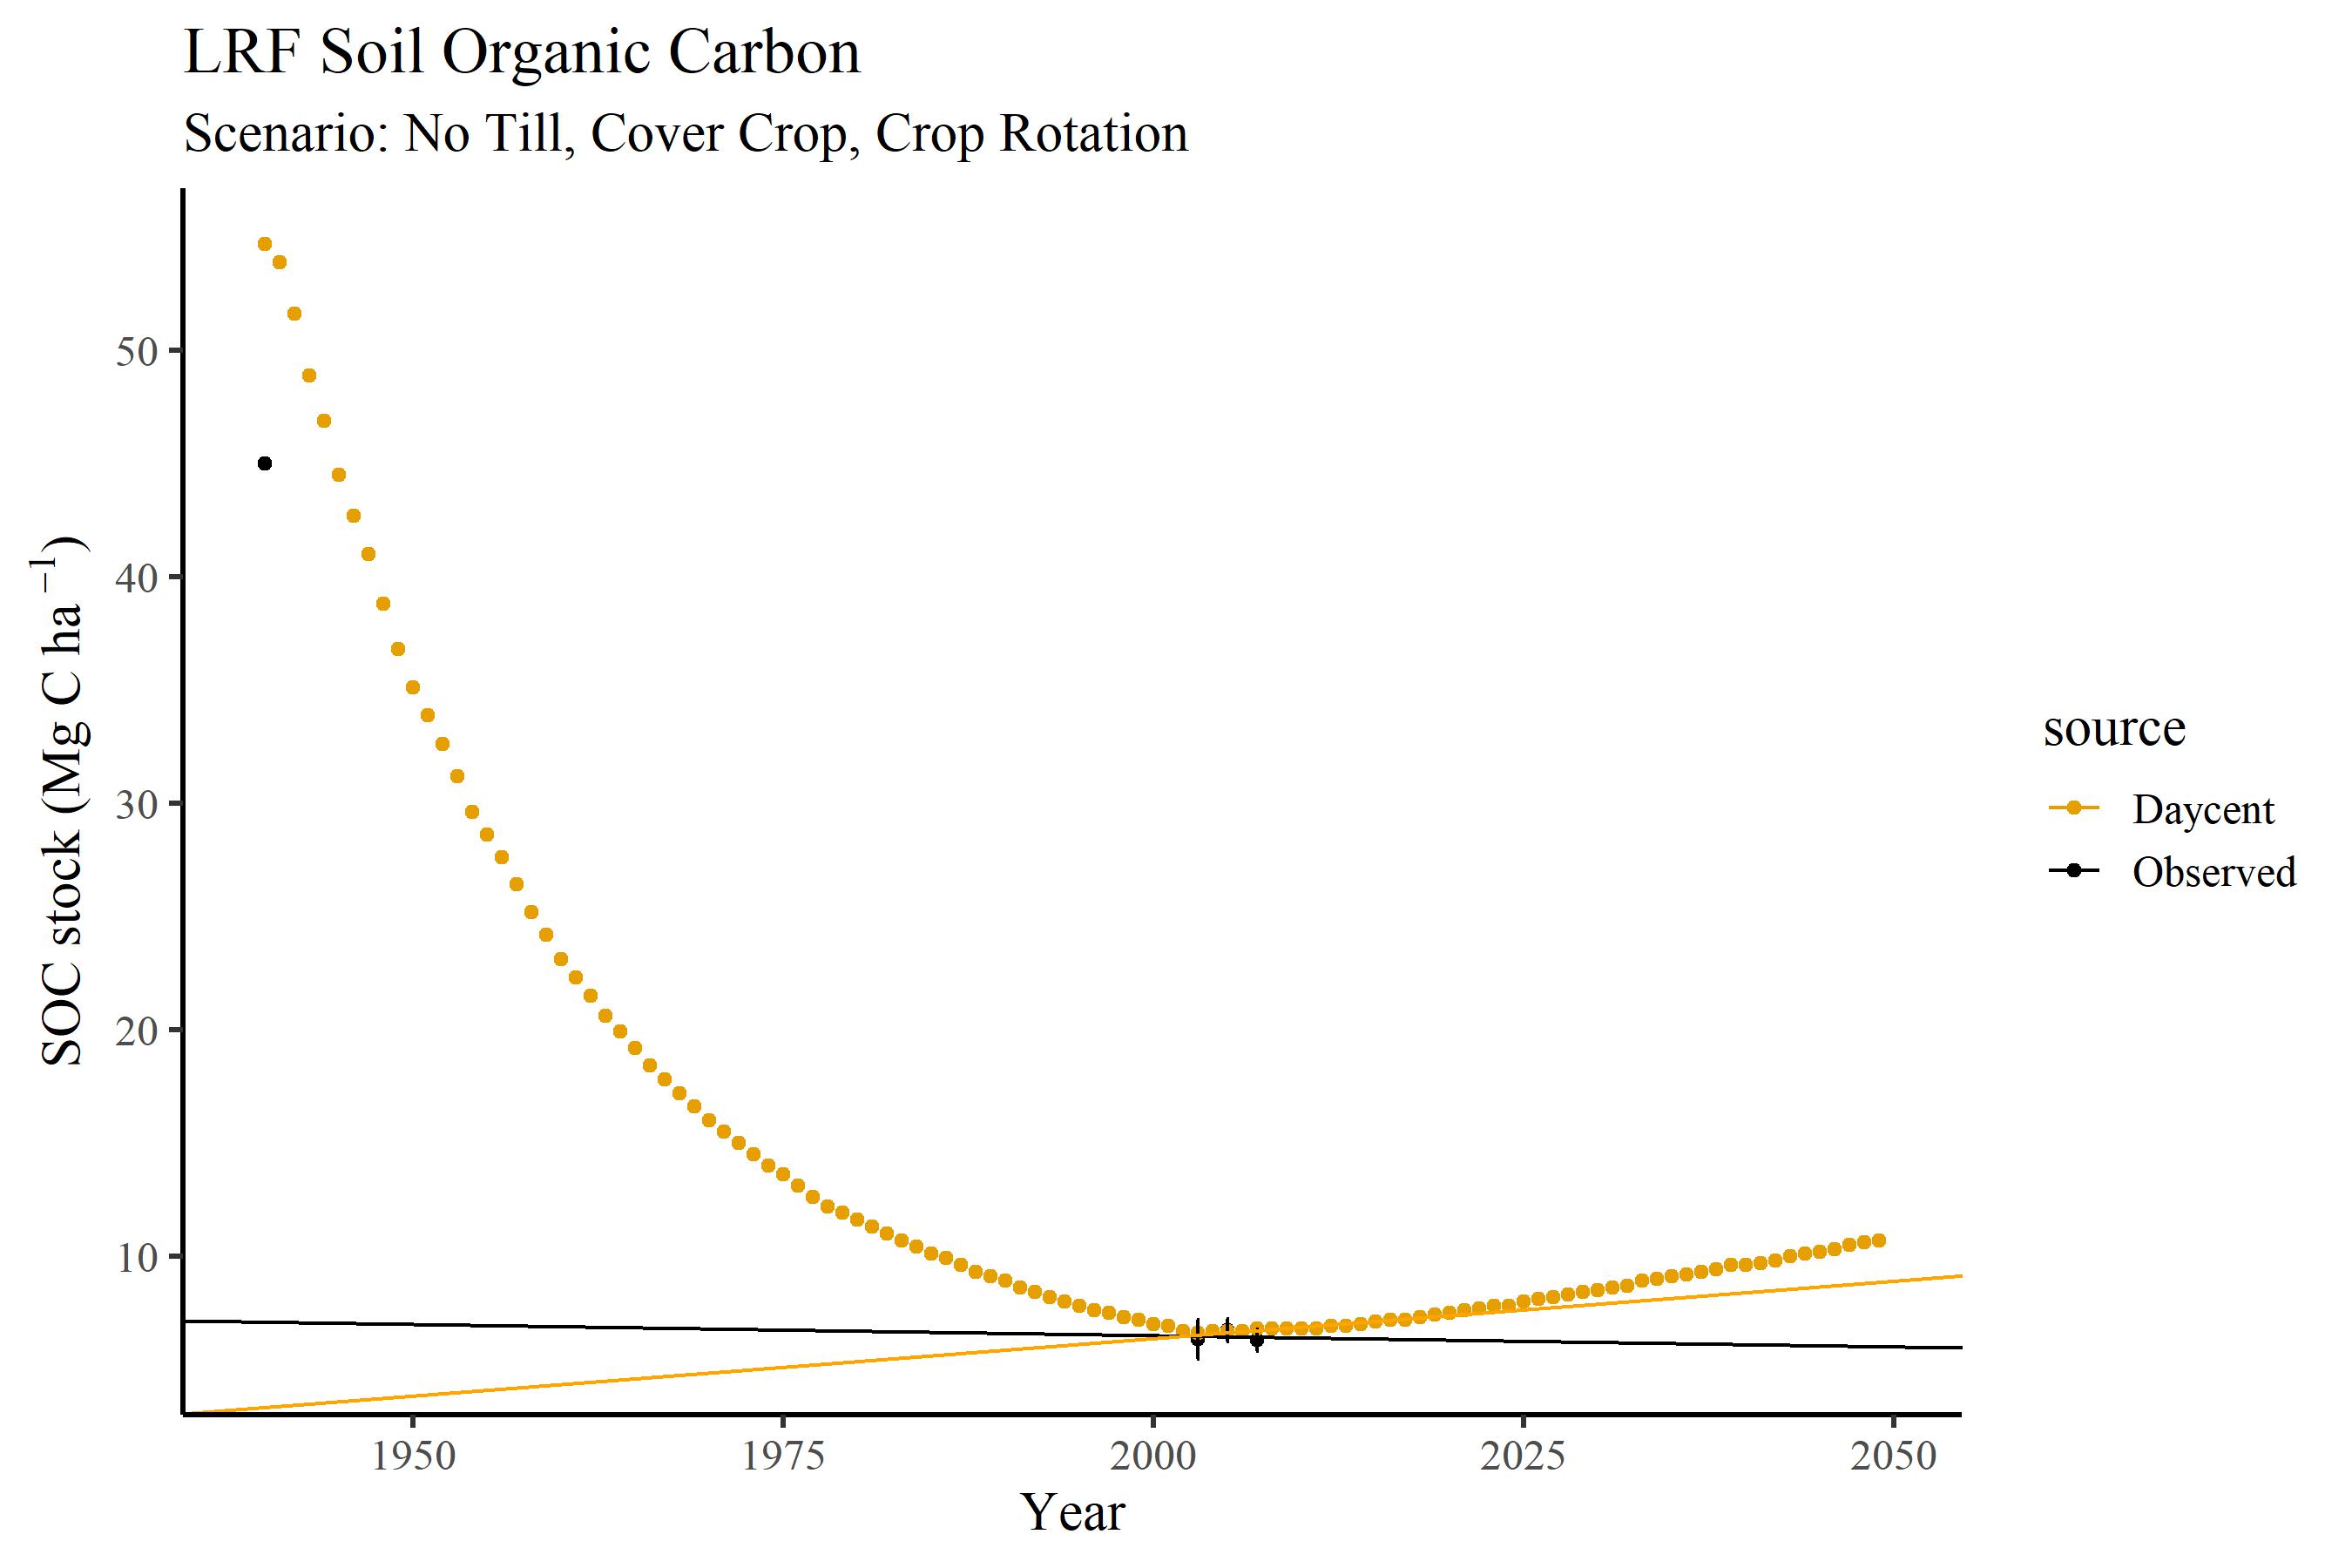 LRF Soil Organic Carbon
Scenario: No Till, Cover Crop, Crop Rotation
SOC stock (Mg C ha ⁻¹)
50
40
30
20
10
1950 1975 2000 2025 2050
Year
source
Daycent
Observed